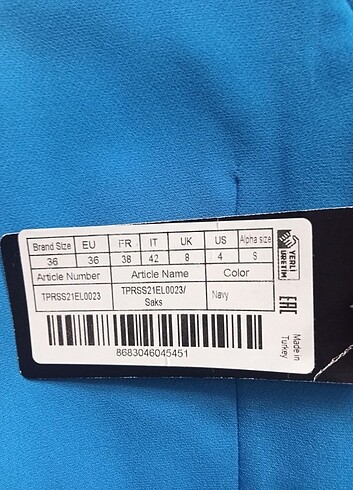 Brand Size EU FR IT UK US Alpha size
36 36 38 42 8 4 S
Article Number Article Name Color
TPRSS21EL0023 TPRSS21EL0023/ Navy
Saks
8683046045451
YERLİ
ÜRETİM
EAC
Made in
Turkey